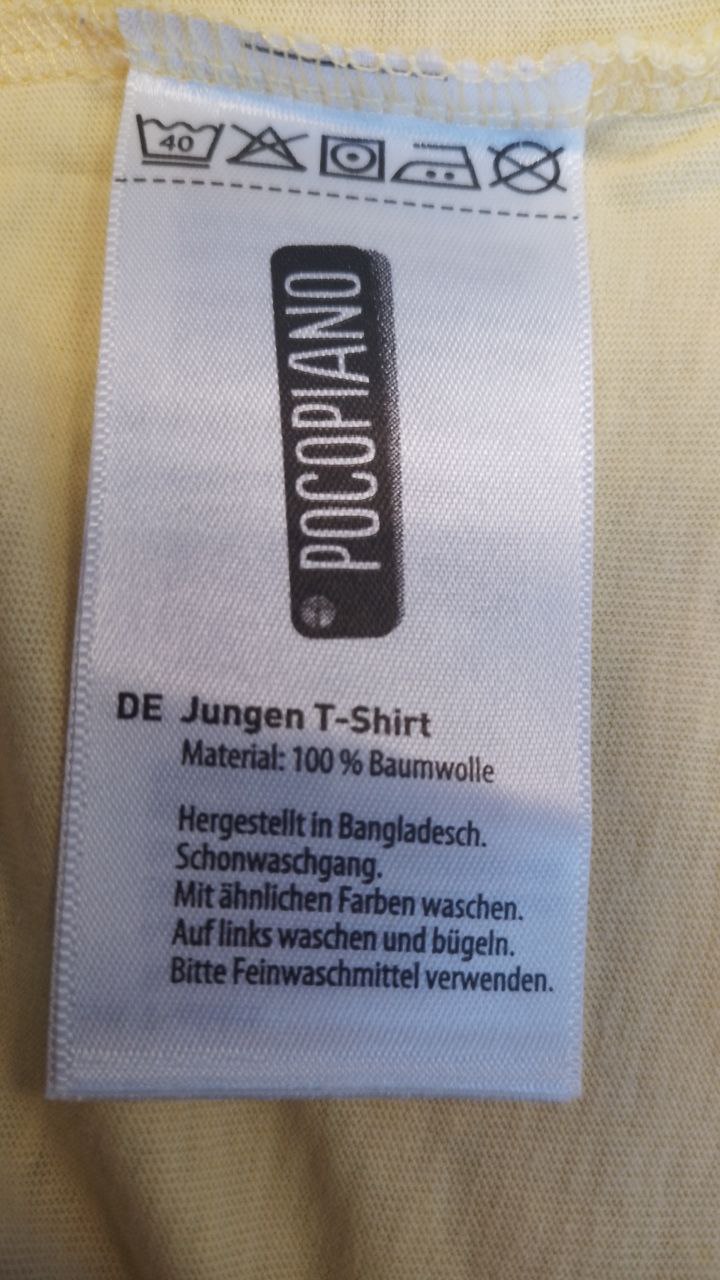 40
POCOPIANO
DE Jungen T-Shirt
Material: 100 % Baumwolle
Hergestellt in Bangladesch.
Schonwaschgang.
Mit ähnlichen Farben waschen.
Auf links waschen und bügeln.
Bitte Feinwaschmittel verwenden.